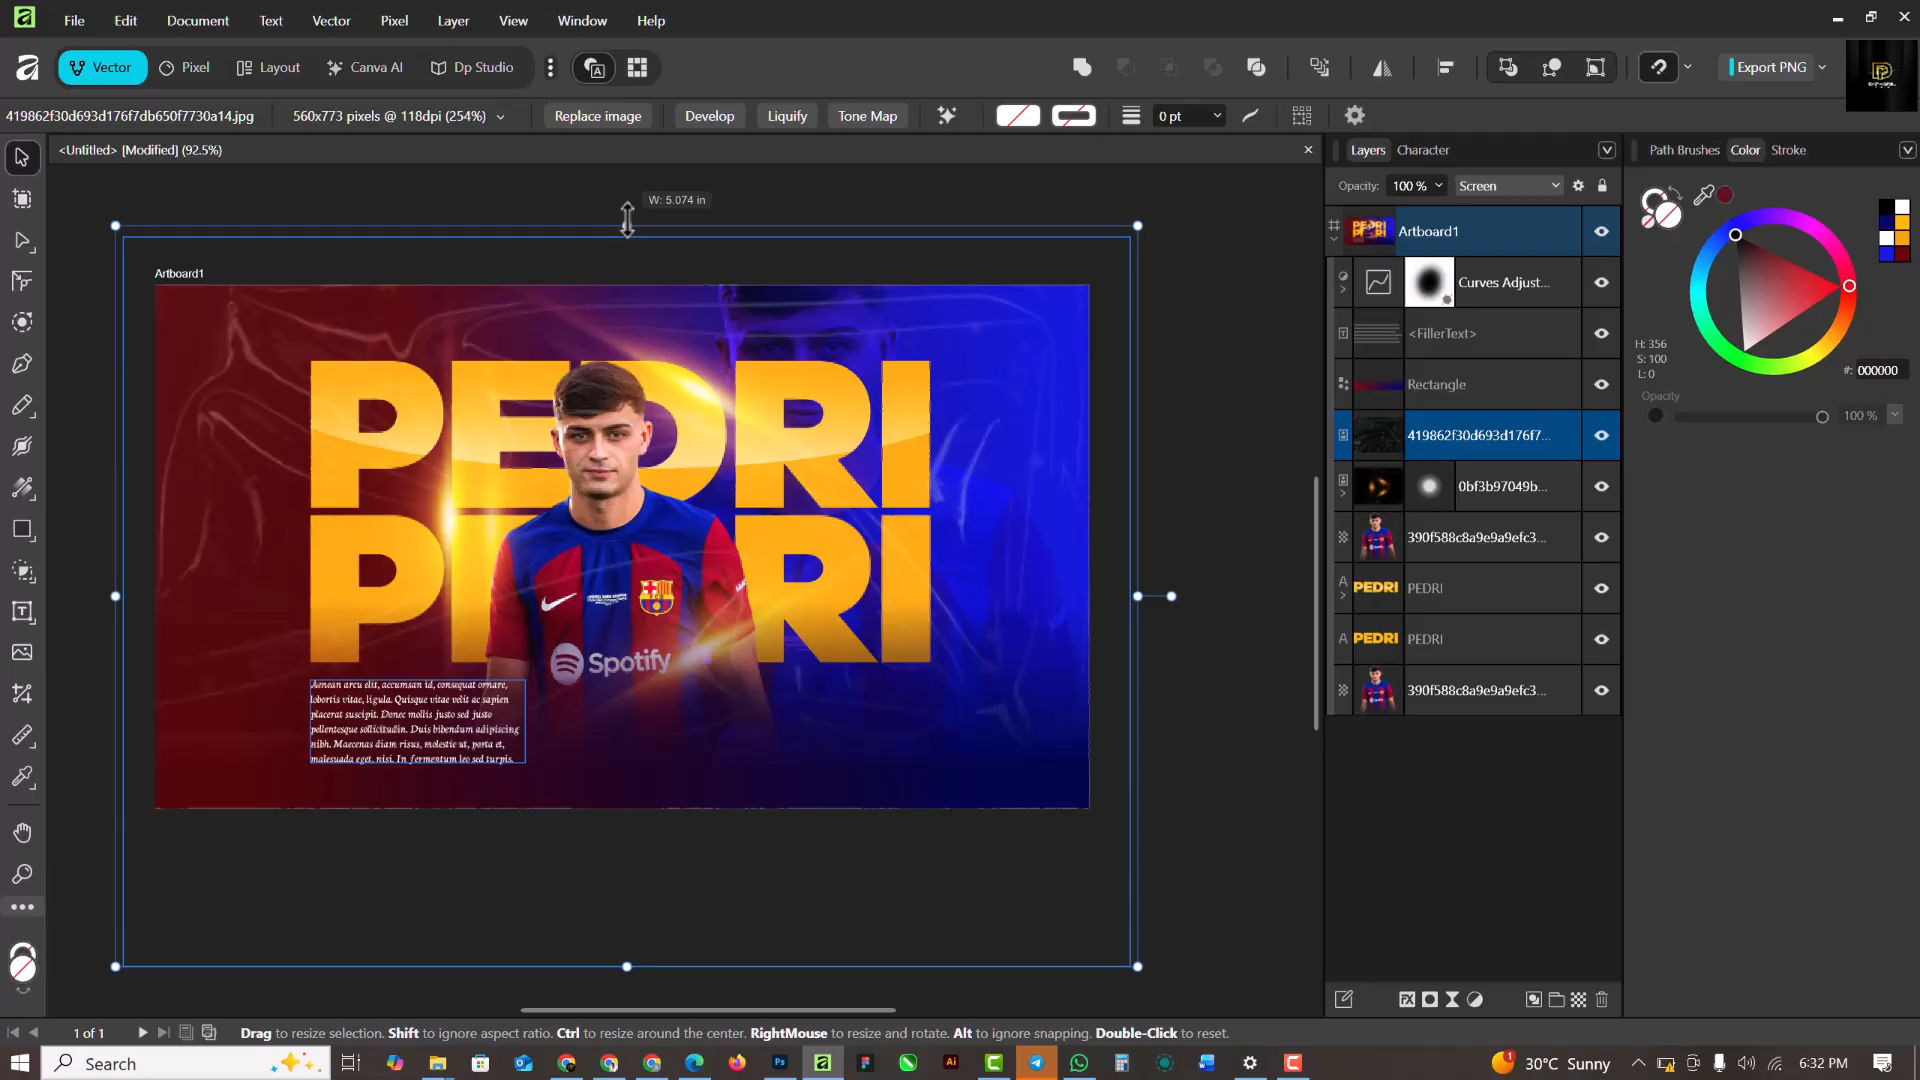 File Edit Document Text Vector Pixel Layer View Window Help
Vector Pixel Layout Canva AI Dp Studio Export PNG
419862f30d693d176f7db650f7730a14.jpg 560x773 pixels @ 118dpi (254%) Replace image Develop Liquify Tone Map 0 pt
<Untitled> [Modified] (92.5%)
Layers Character
Path Brushes Color Stroke
Opacity: 100 % Screen
W: 5.074 in
Artboard1
Artboard1
Curves Adjust...
<FillerText>
Rectangle
419862f30d693d176f7...
0bf3b97049b...
390f588c8a9e9a9efc3...
PEDRI PEDRI
PEDRI PEDRI
390f588c8a9e9a9efc3...
H: 356
S: 100
L: 0
#: 000000
Opacity
100 %
PEDRI
PEDRI
Spotify
Aenean arcu elit, accumsan id, consequat ornare,
lobortis vitae, ligula. Quisque vitae velit ac sapien
placerat suscipit. Donec mollis justo sed justo
pellentesque sollicitudin. Duis bibendum adipiscing
nibh. Maecenas diam risus, molestie ut, porta et,
malesuada eget, nisi. In fermentum leo sed turpis.
1 of 1 Drag to resize selection. Shift to ignore aspect ratio. Ctrl to resize around the center. RightMouse to resize and rotate. Alt to ignore snapping. Double-Click to reset.
Search 30°C Sunny 6:32 PM